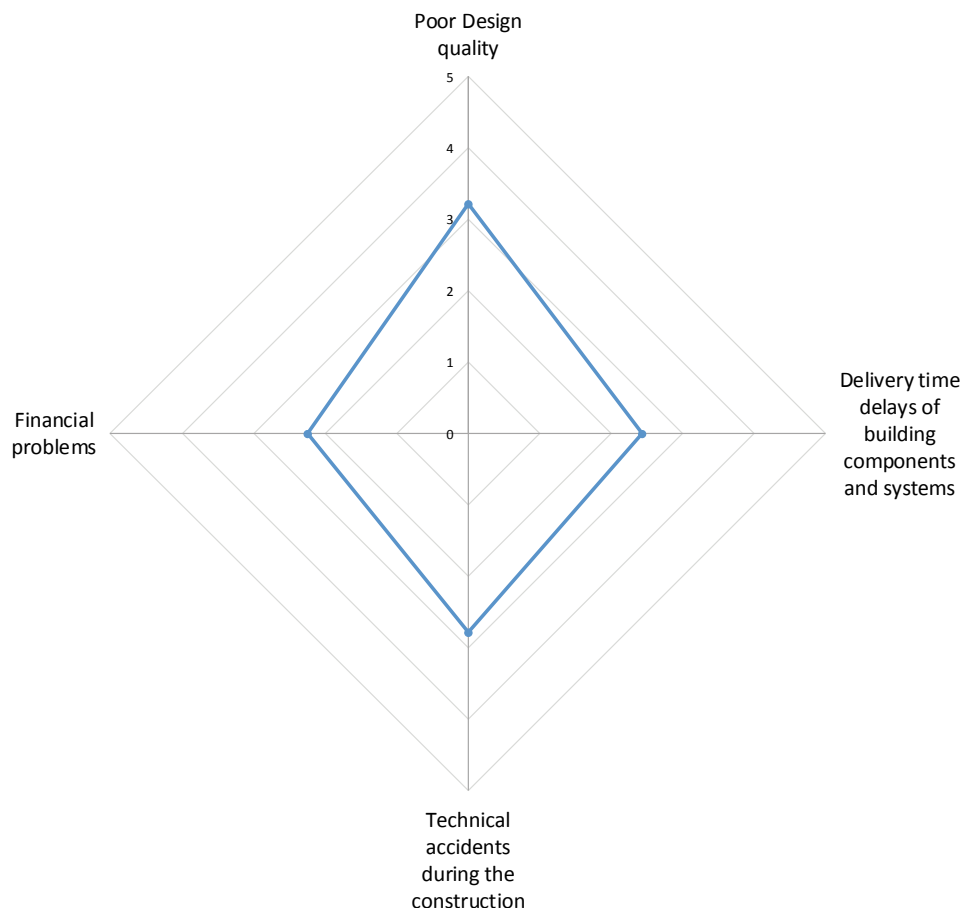 Poor Design
quality
5
4
3
2
1
0
Financial
problems
Delivery time
delays of
building
components
and systems
Technical
accidents
during the
construction